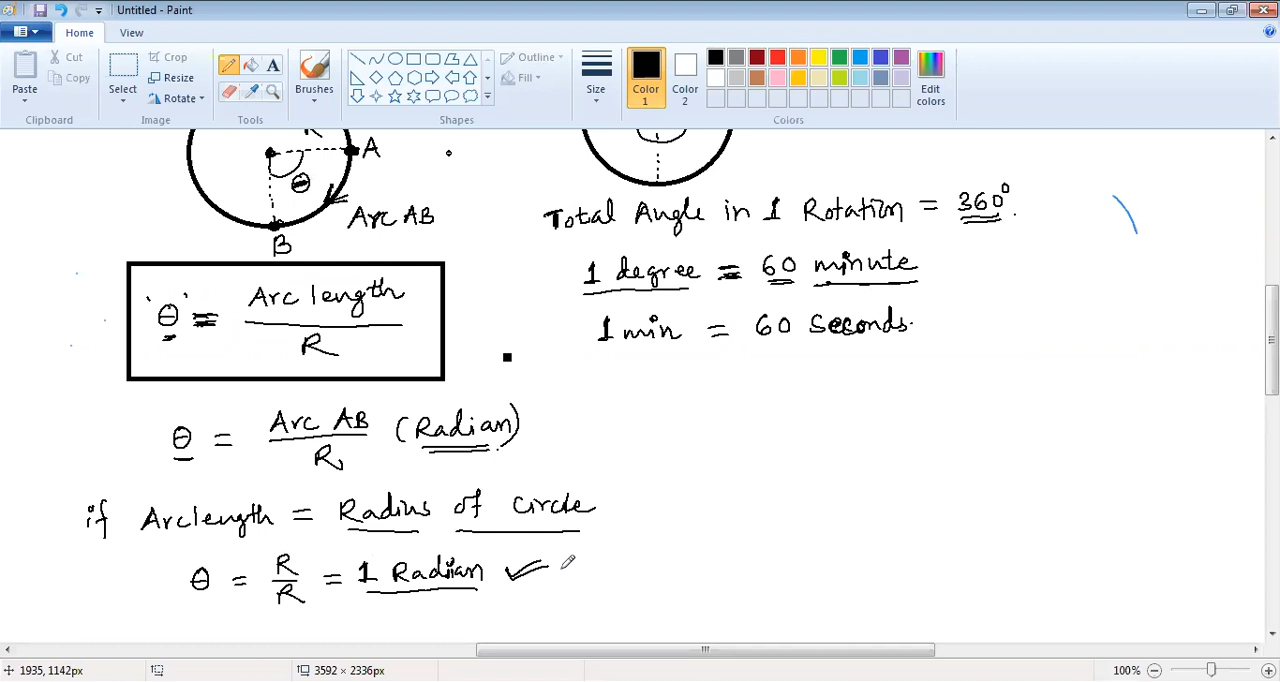 Untitled - Paint
Home
View
Paste
Cut
Copy
Clipboard
Select
Crop
Resize
Rotate
Image
A
Tools
Brushes
Shapes
Outline
Fill
Size
Color 1
Color 2
Edit colors
Colors
R
A
θ
Arc AB
B
'θ' = Arc length
R
θ = Arc AB (Radian)
R
if Arclength = Radius of Circle
θ = R/R = 1 Radian ✓
Total Angle in 1 Rotation = 360°.
1 degree = 60 minute
1 min = 60 Seconds.
1935, 1142px
3592 × 2336px
100%